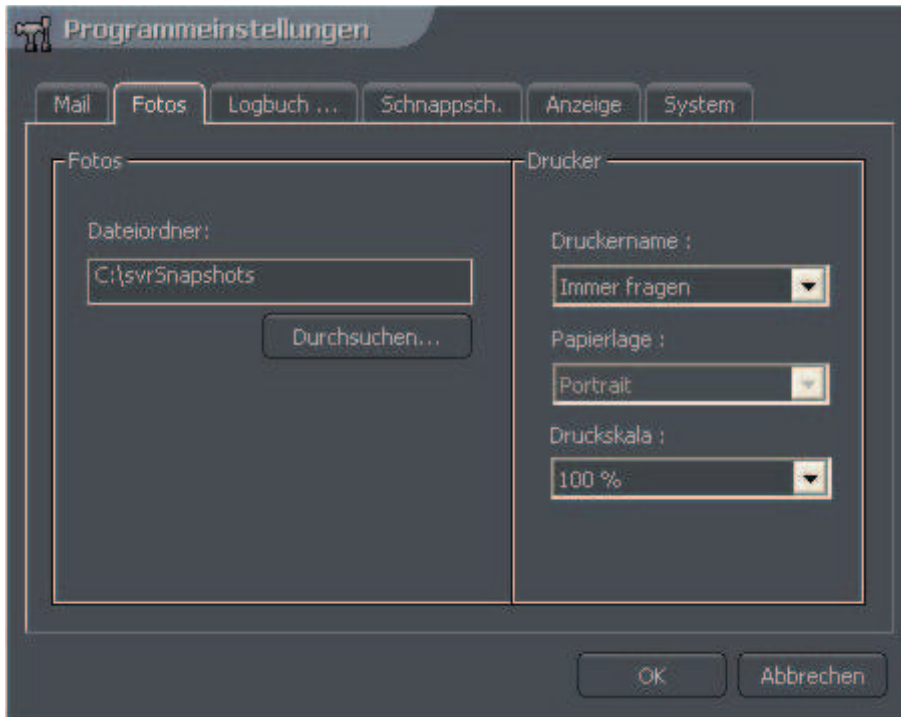 Programmeinstellungen
Mail Fotos Logbuch ... Schnappsch. Anzeige System
Fotos
Dateiordner:
C:\svrSnapshots
Durchsuchen...
Drucker
Druckername :
Immer fragen
Papierlage :
Portrait
Druckskala :
100 %
OK Abbrechen